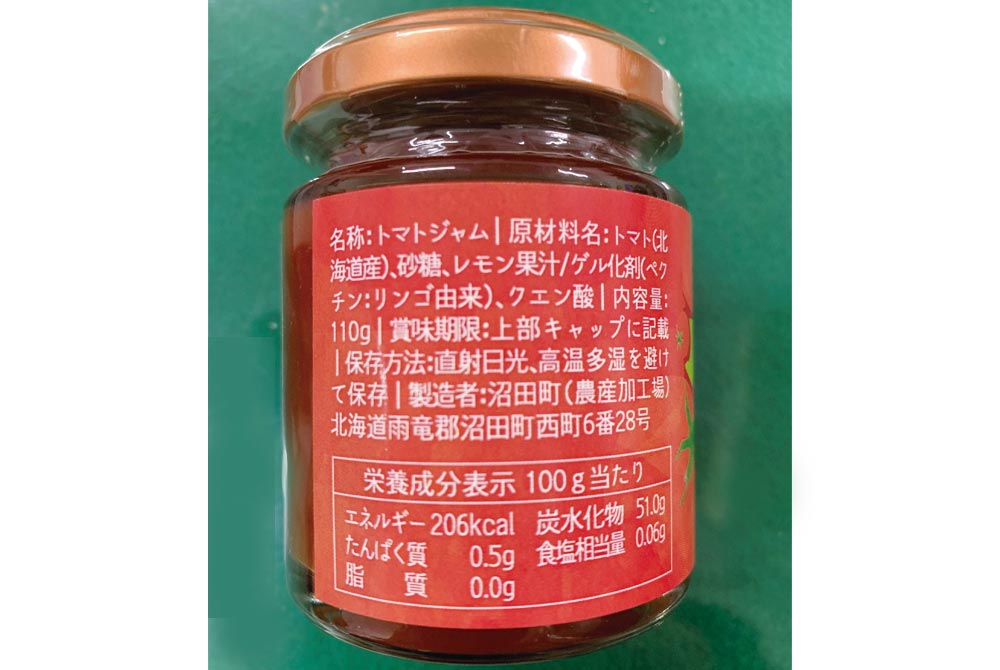 名称:トマトジャム|原材料名:トマト(北
海道産)、砂糖、レモン果汁/ゲル化剤(ペク
チン:リンゴ由来)、クエン酸|内容量:
110g|賞味期限:上部キャップに記載
|保存方法:直射日光、高温多湿を避け
て保存|製造者:沼田町(農産加工場)
北海道雨竜郡沼田町西町6番28号
栄養成分表示 100g当たり
エネルギー 206kcal 炭水化物 51.0g
たんぱく質 0.5g 食塩相当量 0.06g
脂質 0.0g